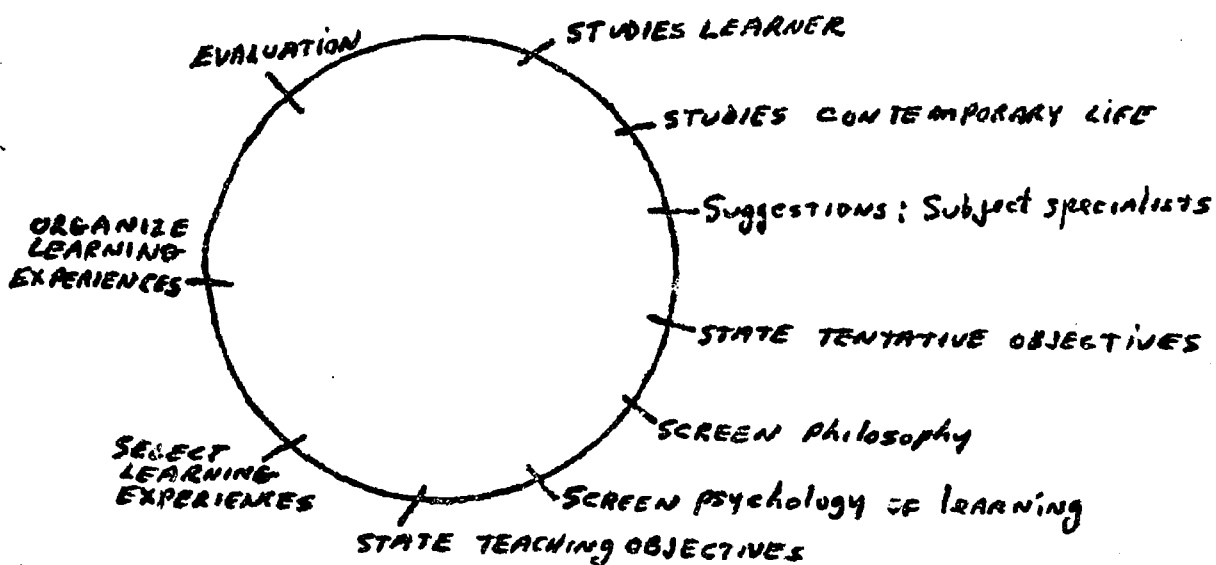 EVALUATION
STUDIES LEARNER
STUDIES CONTEMPORARY LIFE
Suggestions: Subject specialists
STATE TENTATIVE OBJECTIVES
SCREEN Philosophy
SCREEN psychology OF learning
STATE TEACHING OBJECTIVES
SELECT
LEARNING
EXPERIENCES
ORGANIZE
LEARNING
EXPERIENCES